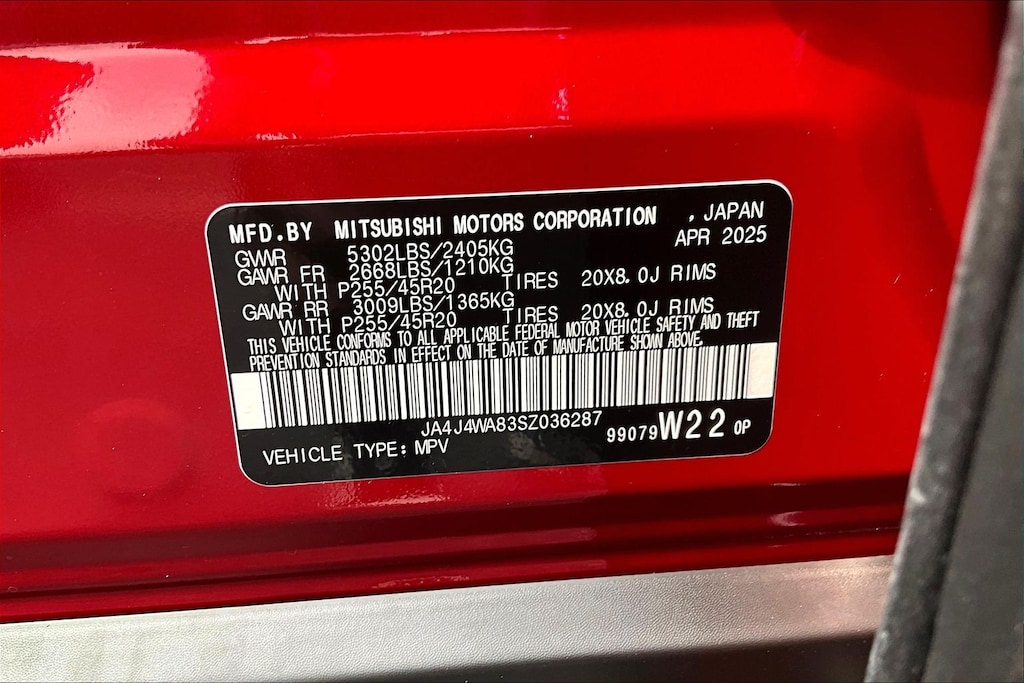 MFD.BY MITSUBISHI MOTORS CORPORATION , JAPAN
GVWR 5302LBS/2405KG APR 2025
GAWR FR 2668LBS/1210KG
WITH P255/45R20 TIRES 20X8.0J RIMS
GAWR RR 3009LBS/1365KG
WITH P255/45R20 TIRES 20X8.0J RIMS
THIS VEHICLE CONFORMS TO ALL APPLICABLE FEDERAL MOTOR VEHICLE SAFETY AND THEFT
PREVENTION STANDARDS IN EFFECT ON THE DATE OF MANUFACTURE SHOWN ABOVE.
JA4J4WA83SZ036287
VEHICLE TYPE: MPV 99079 W22 0P